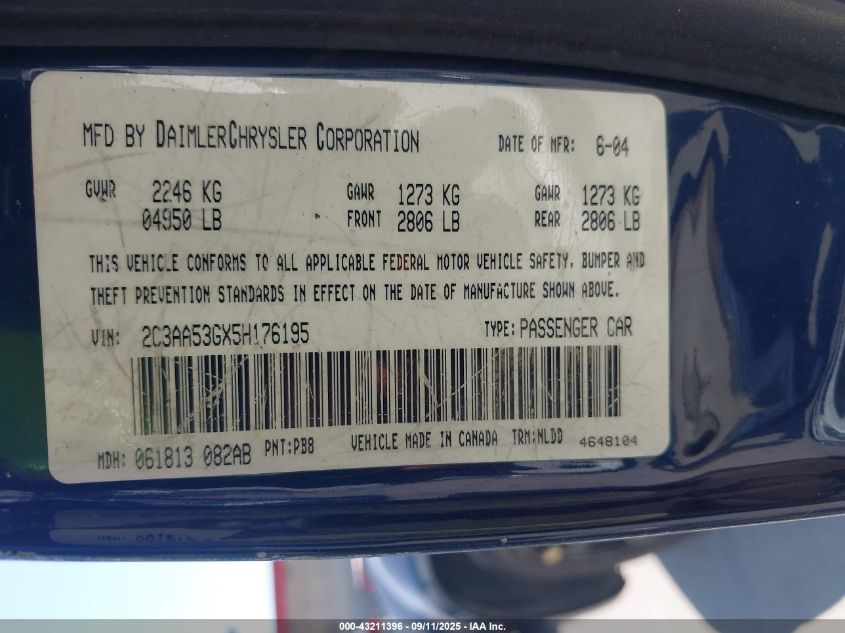 MFD BY DAIMLERCHRYSLER CORPORATION DATE OF MFR: 6-04
GVWR 2246 KG GAWR 1273 KG GAWR 1273 KG
04950 LB FRONT 2806 LB REAR 2806 LB
THIS VEHICLE CONFORMS TO ALL APPLICABLE FEDERAL MOTOR VEHICLE SAFETY, BUMPER AND
THEFT PREVENTION STANDARDS IN EFFECT ON THE DATE OF MANUFACTURE SHOWN ABOVE.
VIN: 2C3AA53GX5H176195 TYPE: PASSENGER CAR
MDH: 061813 082AB PNT:PB8 VEHICLE MADE IN CANADA TRM:NLDD 4648104
000-43211396 - 09/11/2025 - IAA Inc.